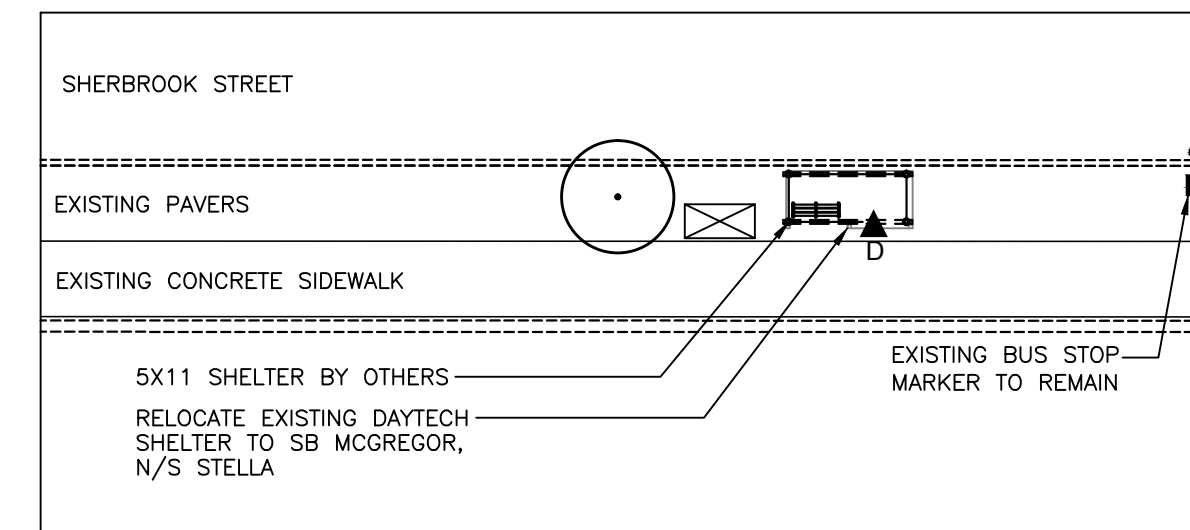 SHERBROOK STREET
EXISTING PAVERS
D
EXISTING CONCRETE SIDEWALK
5X11 SHELTER BY OTHERS
RELOCATE EXISTING DAYTECH
SHELTER TO SB MCGREGOR,
N/S STELLA
EXISTING BUS STOP
MARKER TO REMAIN